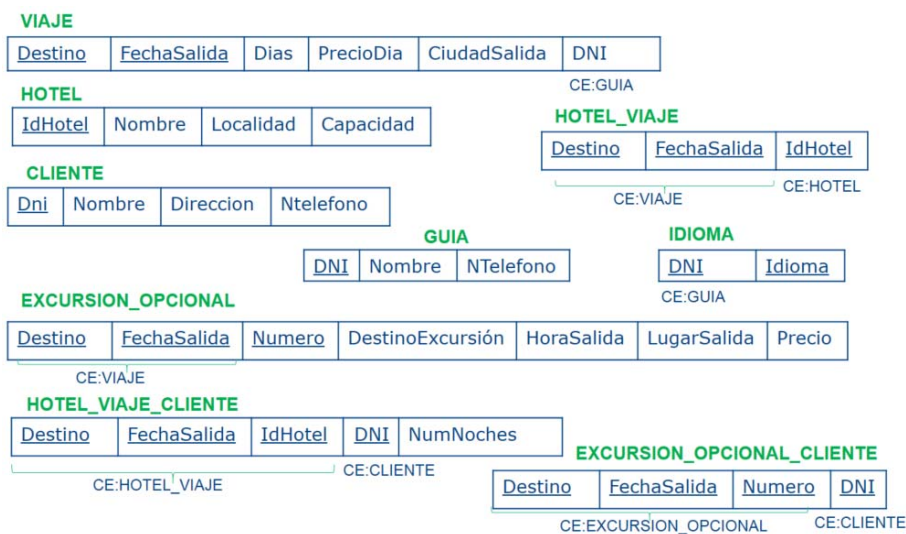 VIAJE
Destino FechaSalida Dias PrecioDia CiudadSalida DNI
CE:GUIA
HOTEL
IdHotel Nombre Localidad Capacidad
HOTEL_VIAJE
Destino FechaSalida IdHotel
CE:VIAJE CE:HOTEL
CLIENTE
Dni Nombre Direccion Ntelefono
GUIA
DNI Nombre NTelefono
IDIOMA
DNI Idioma
CE:GUIA
EXCURSION_OPCIONAL
Destino FechaSalida Numero DestinoExcursión HoraSalida LugarSalida Precio
CE:VIAJE
HOTEL_VIAJE_CLIENTE
Destino FechaSalida IdHotel DNI NumNoches
CE:HOTEL_VIAJE CE:CLIENTE
EXCURSION_OPCIONAL_CLIENTE
Destino FechaSalida Numero DNI
CE:EXCURSION_OPCIONAL CE:CLIENTE